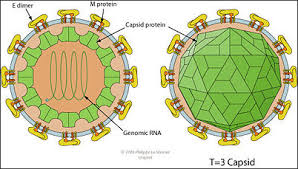 E dimer
M protein
Capsid protein
Genomic RNA
T=3 Capsid